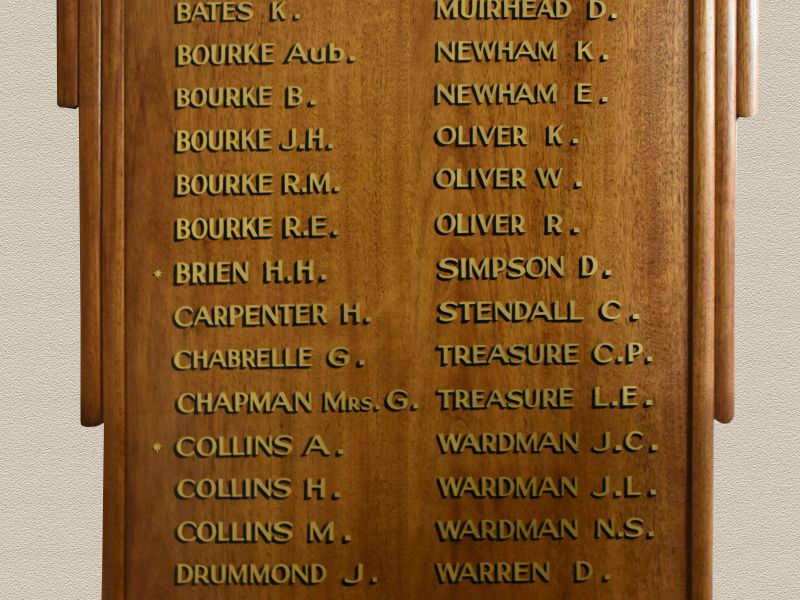 BATES K.
BOURKE Aub.
BOURKE B.
BOURKE J.H.
BOURKE R.M.
BOURKE R.E.
* BRIEN H.H.
CARPENTER H.
CHABRELLE G.
CHAPMAN MRS. G.
* COLLINS A.
COLLINS H.
COLLINS M.
DRUMMOND J.
MUIRHEAD D.
NEWHAM K.
NEWHAM E.
OLIVER K.
OLIVER W.
OLIVER R.
SIMPSON D.
STENDALL C.
TREASURE C.P.
TREASURE L.E.
WARDMAN J.C.
WARDMAN J.L.
WARDMAN N.S.
WARREN D.